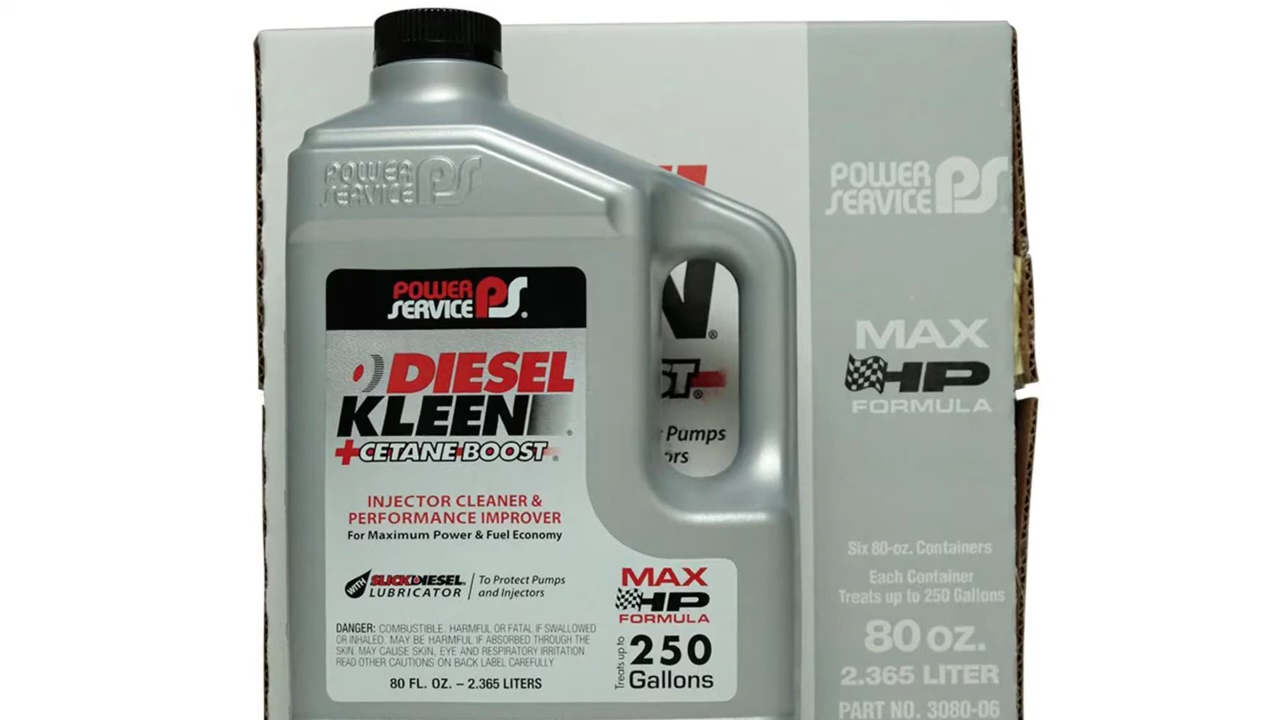 POWER
SERVICE PS
POWER
SERVICE PS.
DIESEL
KLEEN®
+CETANE BOOST®
INJECTOR CLEANER &
PERFORMANCE IMPROVER
For Maximum Power & Fuel Economy
WITH SLICKDIESEL®
LUBRICATOR
To Protect Pumps
and Injectors
DANGER: COMBUSTIBLE. HARMFUL OR FATAL IF SWALLOWED
OR INHALED. MAY BE HARMFUL IF ABSORBED THROUGH THE
SKIN. MAY CAUSE SKIN, EYE AND RESPIRATORY IRRITATION.
READ OTHER CAUTIONS ON BACK LABEL CAREFULLY
80 FL. OZ. – 2.365 LITERS
MAX
HP
FORMULA
Treats up to
250
Gallons
N®
ST+®
Pumps
ors
POWER
SERVICE PS.
MAX
HP
FORMULA
Six 80-oz. Containers
Each Container
Treats up to 250 Gallons
80 oz.
2.365 LITER
PART NO. 3080-06